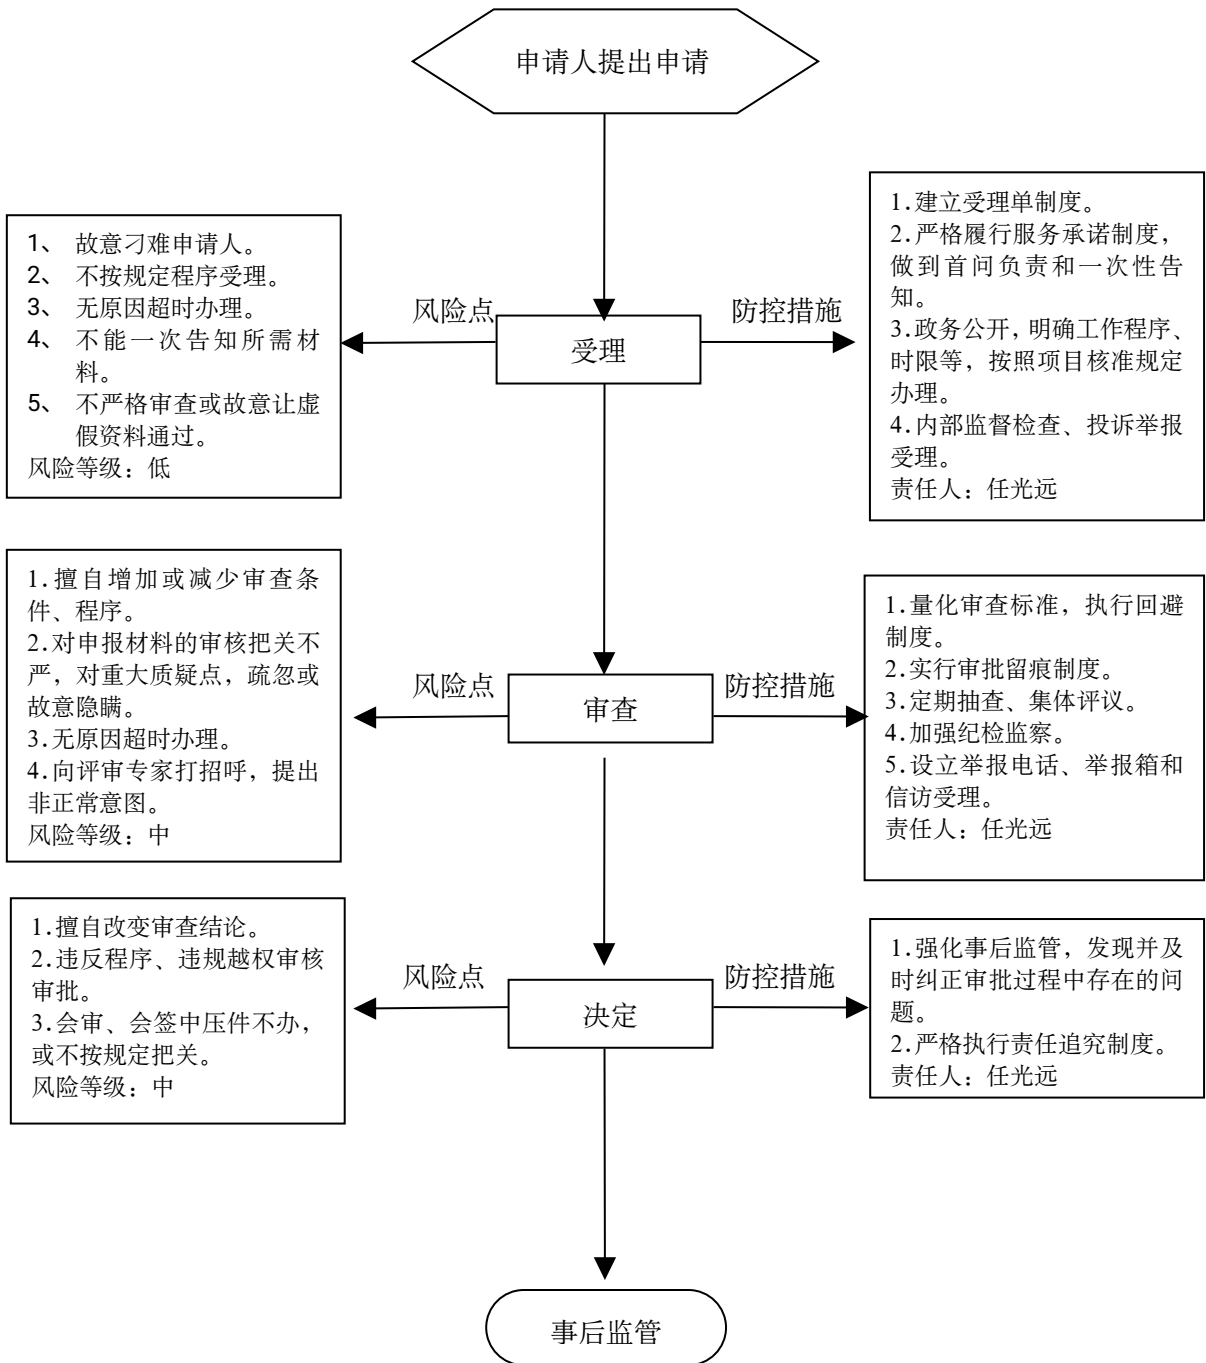 申请人提出申请
1、 故意刁难申请人。
2、 不按规定程序受理。
3、 无原因超时办理。
4、 不能一次告知所需材
料。
5、 不严格审查或故意让虚
假资料通过。
风险等级：低
风险点
受理
防控措施
1.建立受理单制度。
2.严格履行服务承诺制度，
做到首问负责和一次性告
知。
3.政务公开，明确工作程序、
时限等，按照项目核准规定
办理。
4.内部监督检查、投诉举报
受理。
责任人：任光远
1.擅自增加或减少审查条
件、程序。
2.对申报材料的审核把关不
严，对重大质疑点，疏忽或
故意隐瞒。
3.无原因超时办理。
4.向评审专家打招呼，提出
非正常意图。
风险等级：中
风险点
审查
防控措施
1.量化审查标准，执行回避
制度。
2.实行审批留痕制度。
3.定期抽查、集体评议。
4.加强纪检监察。
5.设立举报电话、举报箱和
信访受理。
责任人：任光远
1.擅自改变审查结论。
2.违反程序、违规越权审核
审批。
3.会审、会签中压件不办，
或不按规定把关。
风险等级：中
风险点
决定
防控措施
1.强化事后监管，发现并及
时纠正审批过程中存在的问
题。
2.严格执行责任追究制度。
责任人：任光远
事后监管